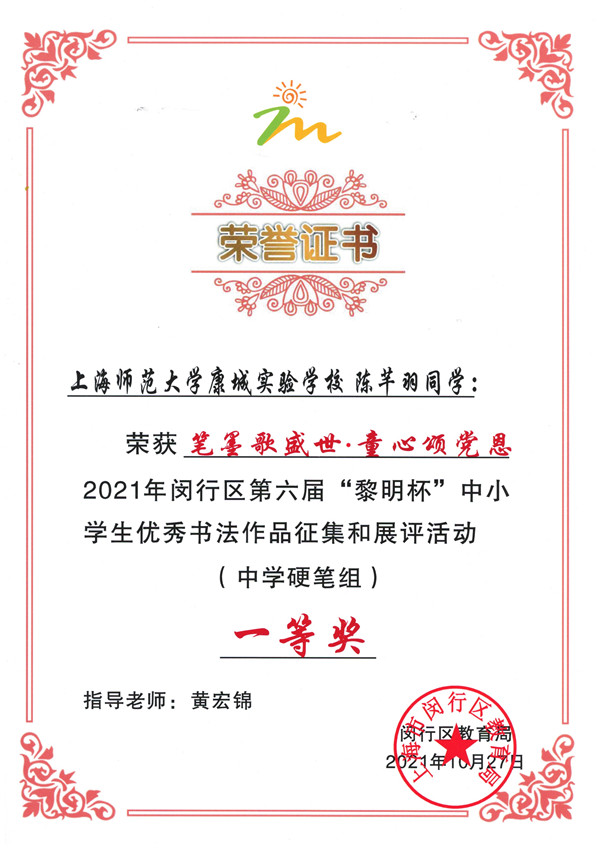 荣誉证书
上海师范大学康城实验学校 陈芊羽同学：
荣获 笔墨歌盛世·童心颂党恩
2021年闵行区第六届“黎明杯”中小
学生优秀书法作品征集和展评活动
（中学硬笔组）
一等奖
指导老师：黄宏锦
上海市闵行区教育局
闵行区教育局
2021年10月27日